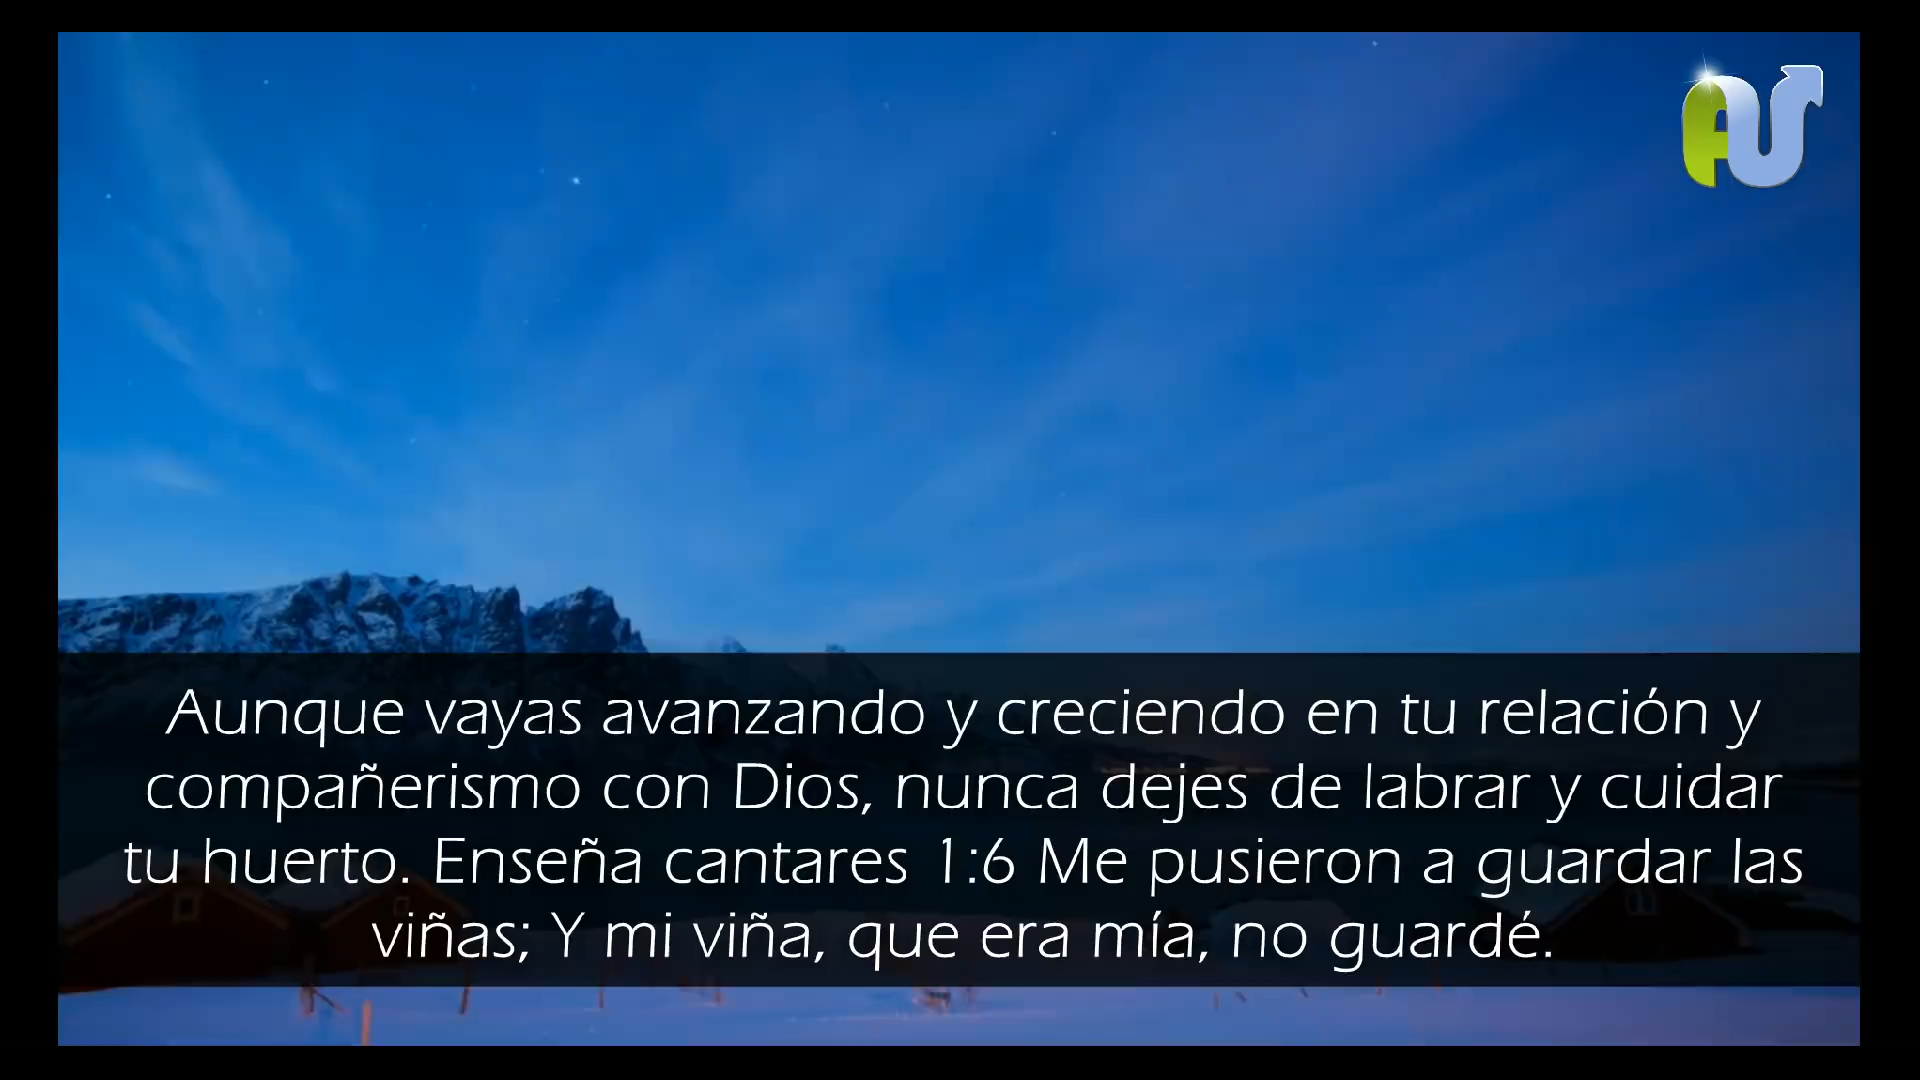 AU
Aunque vayas avanzando y creciendo en tu relación y
compañerismo con Dios, nunca dejes de labrar y cuidar
tu huerto. Enseña cantares 1:6 Me pusieron a guardar las
viñas; Y mi viña, que era mía, no guardé.